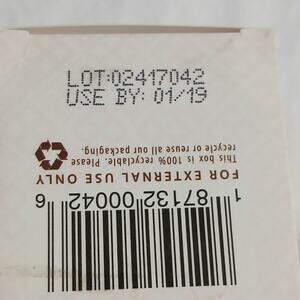 LOT:02417042
USE BY: 01/19
This box is 100% recyclable. Please
recycle or reuse all our packaging.
FOR EXTERNAL USE ONLY
1 87132 00042 6